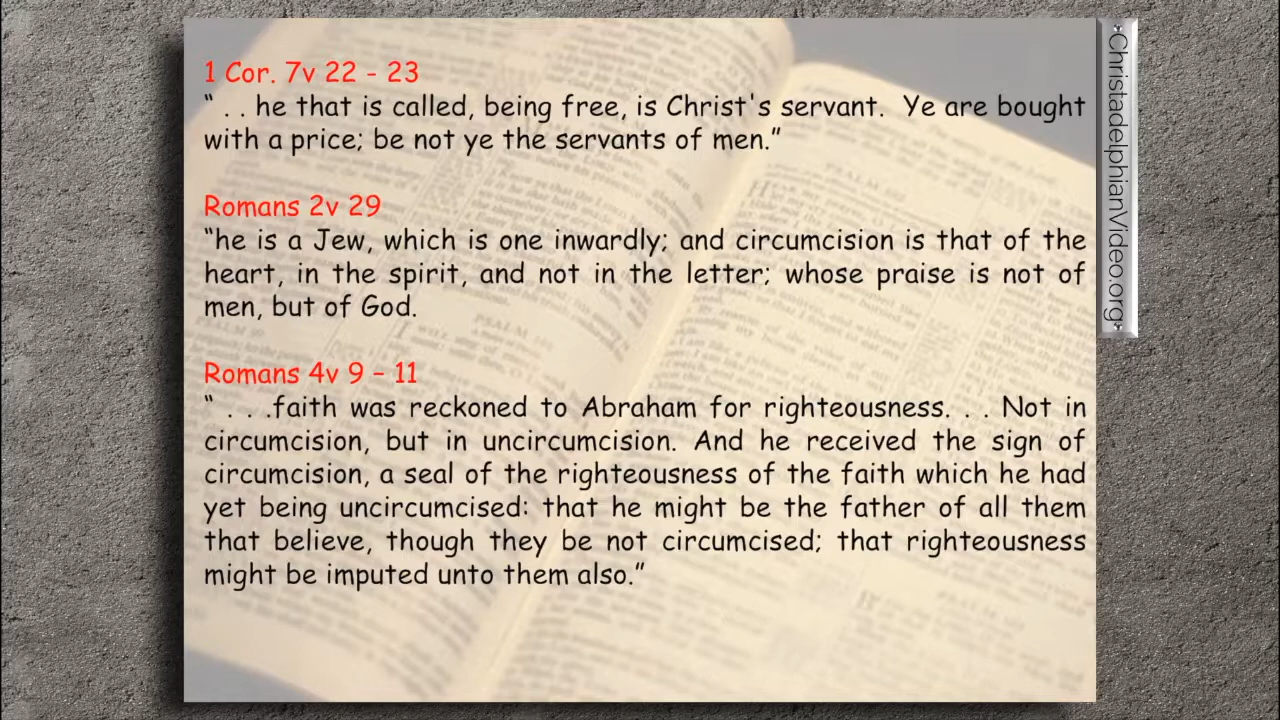 1 Cor. 7v 22 - 23
“ . . he that is called, being free, is Christ's servant. Ye are bought
with a price; be not ye the servants of men.”
Romans 2v 29
“he is a Jew, which is one inwardly; and circumcision is that of the
heart, in the spirit, and not in the letter; whose praise is not of
men, but of God.
Romans 4v 9 – 11
“ . . .faith was reckoned to Abraham for righteousness. . . Not in
circumcision, but in uncircumcision. And he received the sign of
circumcision, a seal of the righteousness of the faith which he had
yet being uncircumcised: that he might be the father of all them
that believe, though they be not circumcised; that righteousness
might be imputed unto them also.”
ChristadelphianVideo.org